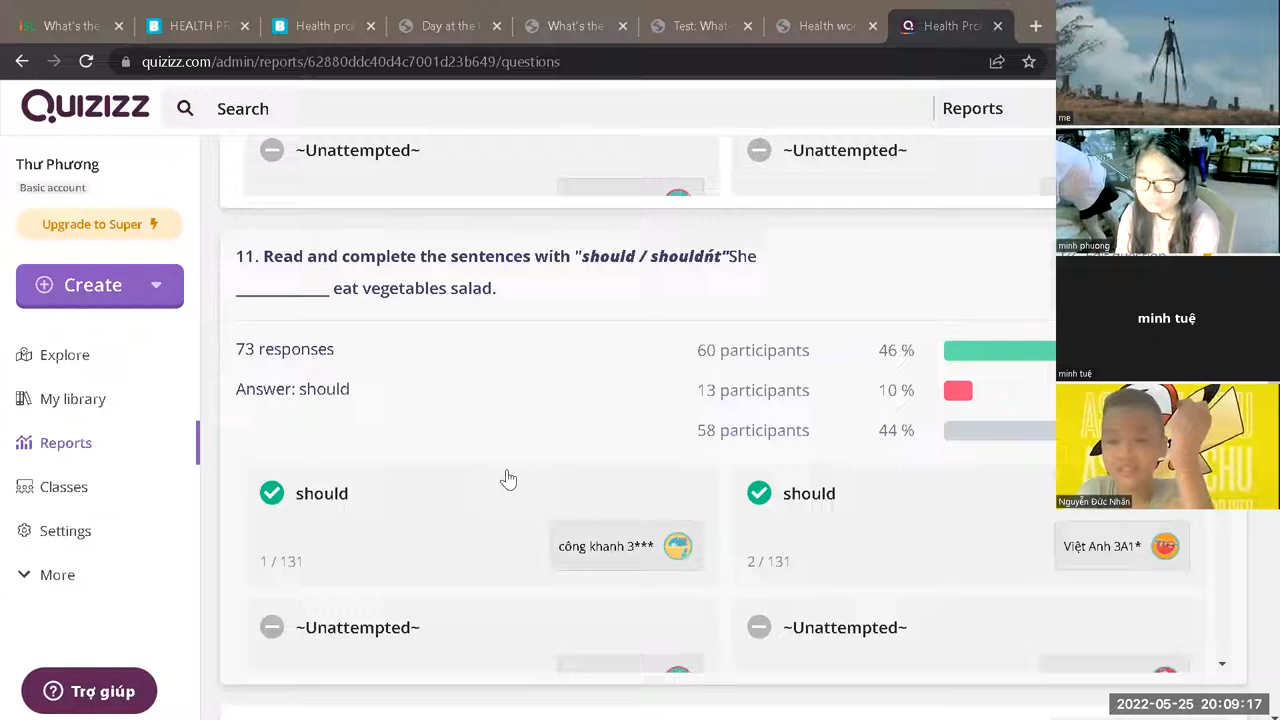 What's the
HEALTH PR
Health pro
Day at the
What's the
Test: What
Health wo
Health Pro
quizizz.com/admin/reports/62880ddc40d4c7001d23b649/questions
QUIZIZZ
Search
Reports
Thư Phương
Basic account
Upgrade to Super
Create
Explore
My library
Reports
Classes
Settings
More
Trợ giúp
~Unattempted~
~Unattempted~
11. Read and complete the sentences with "should / shouldńt"She
____________ eat vegetables salad.
73 responses
60 participants 46 %
Answer: should
13 participants 10 %
58 participants 44 %
should
should
công khanh 3***
Việt Anh 3A1*
1 / 131
2 / 131
~Unattempted~
~Unattempted~
me
minh phuong
minh tuệ
minh tuệ
Nguyễn Đức Nhân
2022-05-25 20:09:17